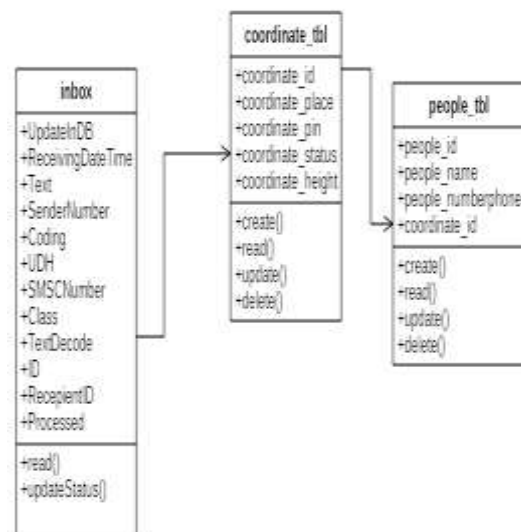 inbox
+UpdateInDB
+ReceivingDateTime
+Text
+SenderNumber
+Coding
+UDH
+SMSCNumber
+Class
+TextDecode
+ID
+RecepientID
+Processed
+read()
+updateStatus()
coordinate_tbl
+coordinate_id
+coordinate_place
+coordinate_pin
+coordinate_status
+coordinate_height
+create()
+read()
+update()
+delete()
people_tbl
+people_id
+people_name
+people_numberphone
+coordinate_id
+create()
+read()
+update()
+delete()